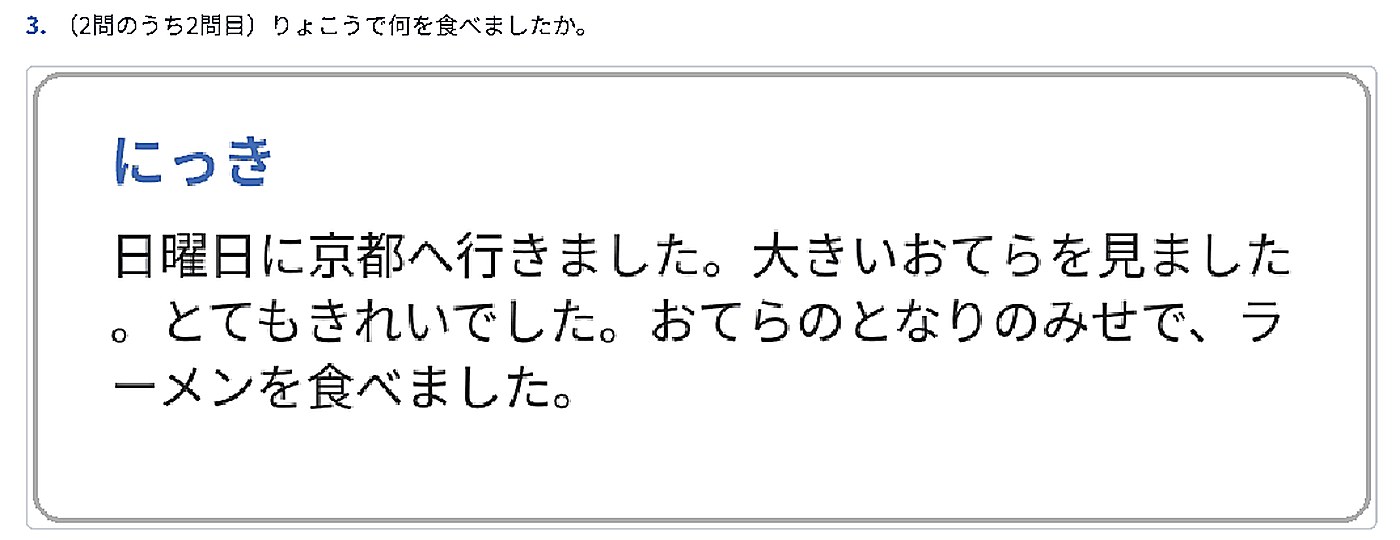 3. （2問のうち2問目）りょこうで何を食べましたか。
にっき
日曜日に京都へ行きました。大きいおてらを見ました
。とてもきれいでした。おてらのとなりのみせで、ラ
ーメンを食べました。